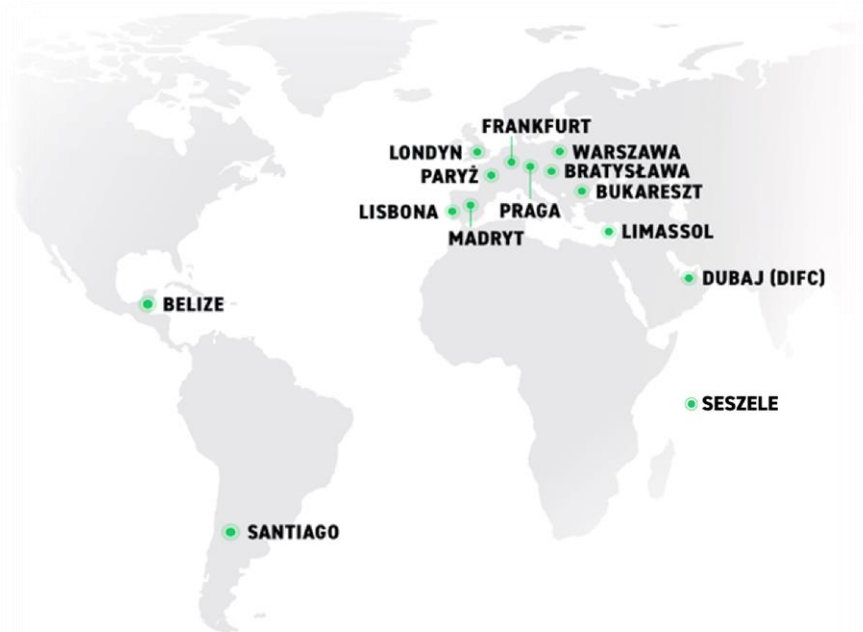 FRANKFURT
LONDYN
WARSZAWA
PARYŻ
BRATYSŁAWA
BUKARESZT
LISBONA
PRAGA
MADRYT
LIMASSOL
DUBAJ (DIFC)
BELIZE
SESZELE
SANTIAGO